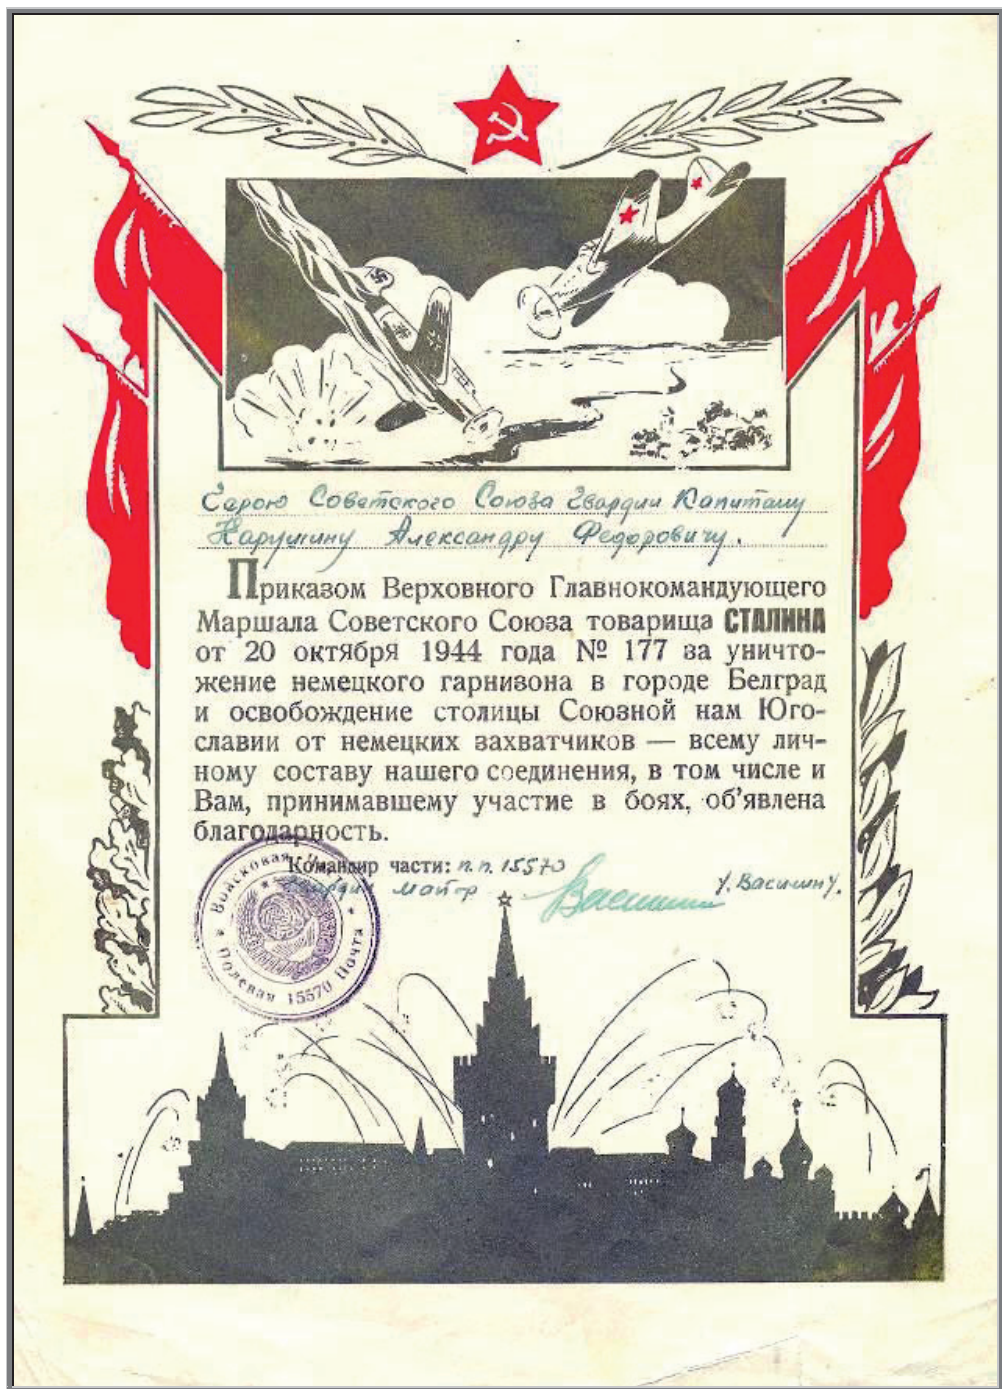 Герою Советского Союза Гвардии Капитану
Нарушину Александру Федоровичу.
Приказом Верховного Главнокомандующего
Маршала Советского Союза товарища СТАЛИНА
от 20 октября 1944 года № 177 за уничто-
жение немецкого гарнизона в городе Белград
и освобождение столицы Союзной нам Юго-
славии от немецких захватчиков — всему лич-
ному составу нашего соединения, в том числе и
Вам, принимавшему участие в боях, об'явлена
благодарность.
Командир части: п.п. 15570
Гвардии майор
Войсковая Часть
Полевая 15570 Почта